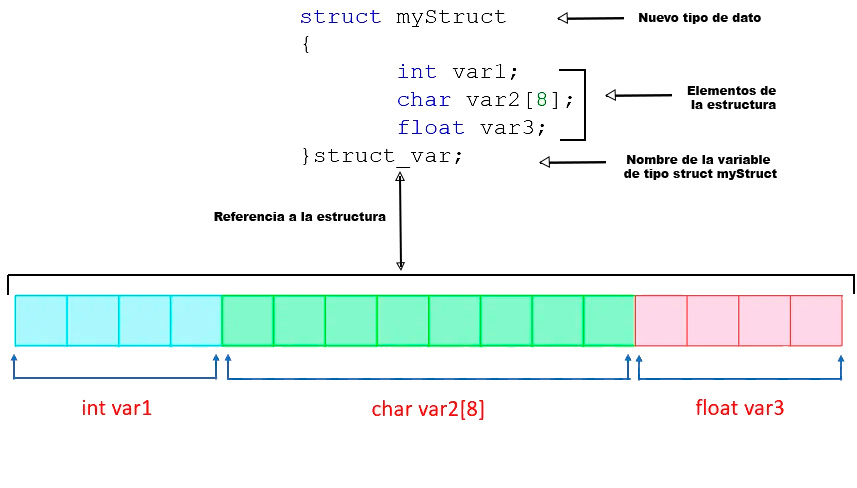 struct myStruct
Nuevo tipo de dato
{
int var1;
char var2[8];
float var3;
Elementos de
la estructura
}struct_var;
Nombre de la variable
de tipo struct myStruct
Referencia a la estructura
int var1
char var2[8]
float var3